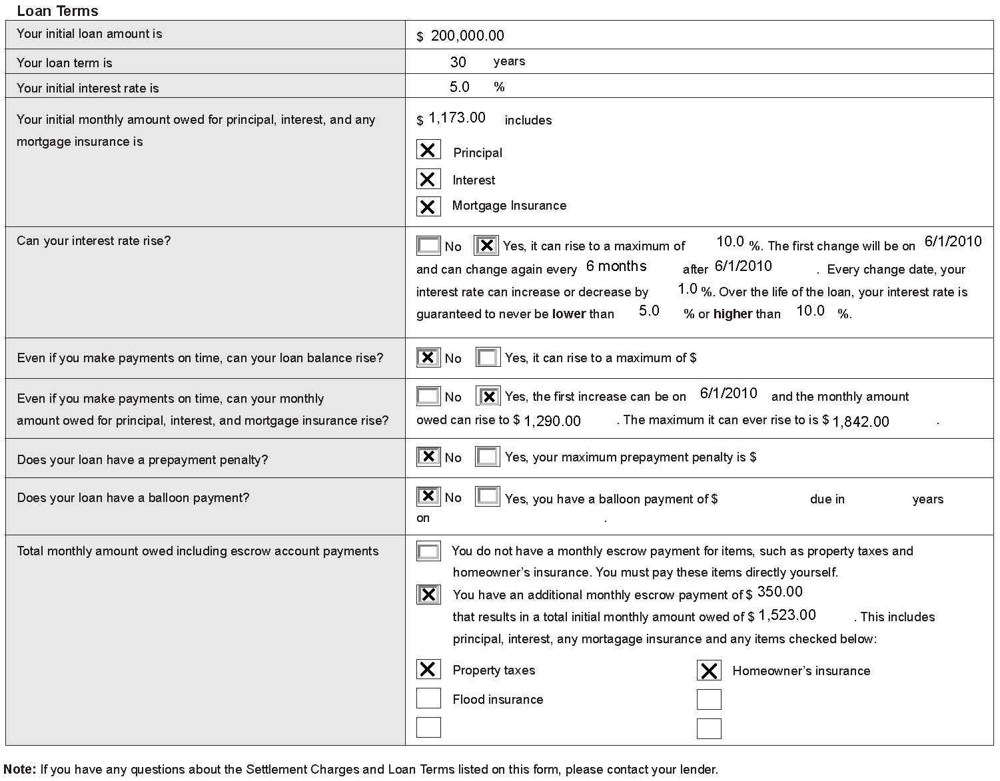 Loan Terms
Your initial loan amount is $ 200,000.00
Your loan term is 30 years
Your initial interest rate is 5.0 %
Your initial monthly amount owed for principal, interest, and any
mortgage insurance is
$ 1,173.00 includes
Principal
Interest
Mortgage Insurance
Can your interest rate rise?
No Yes, it can rise to a maximum of 10.0 %. The first change will be on 6/1/2010
and can change again every 6 months after 6/1/2010 . Every change date, your
interest rate can increase or decrease by 1.0 %. Over the life of the loan, your interest rate is
guaranteed to never be lower than 5.0 % or higher than 10.0 %.
Even if you make payments on time, can your loan balance rise?
No Yes, it can rise to a maximum of $
Even if you make payments on time, can your monthly
amount owed for principal, interest, and mortgage insurance rise?
No Yes, the first increase can be on 6/1/2010 and the monthly amount
owed can rise to $ 1,290.00 . The maximum it can ever rise to is $ 1,842.00 .
Does your loan have a prepayment penalty?
No Yes, your maximum prepayment penalty is $
Does your loan have a balloon payment?
No Yes, you have a balloon payment of $ due in years
on .
Total monthly amount owed including escrow account payments
You do not have a monthly escrow payment for items, such as property taxes and
homeowner’s insurance. You must pay these items directly yourself.
You have an additional monthly escrow payment of $ 350.00
that results in a total initial monthly amount owed of $ 1,523.00 . This includes
principal, interest, any mortagage insurance and any items checked below:
Property taxes Homeowner’s insurance
Flood insurance
Note: If you have any questions about the Settlement Charges and Loan Terms listed on this form, please contact your lender.